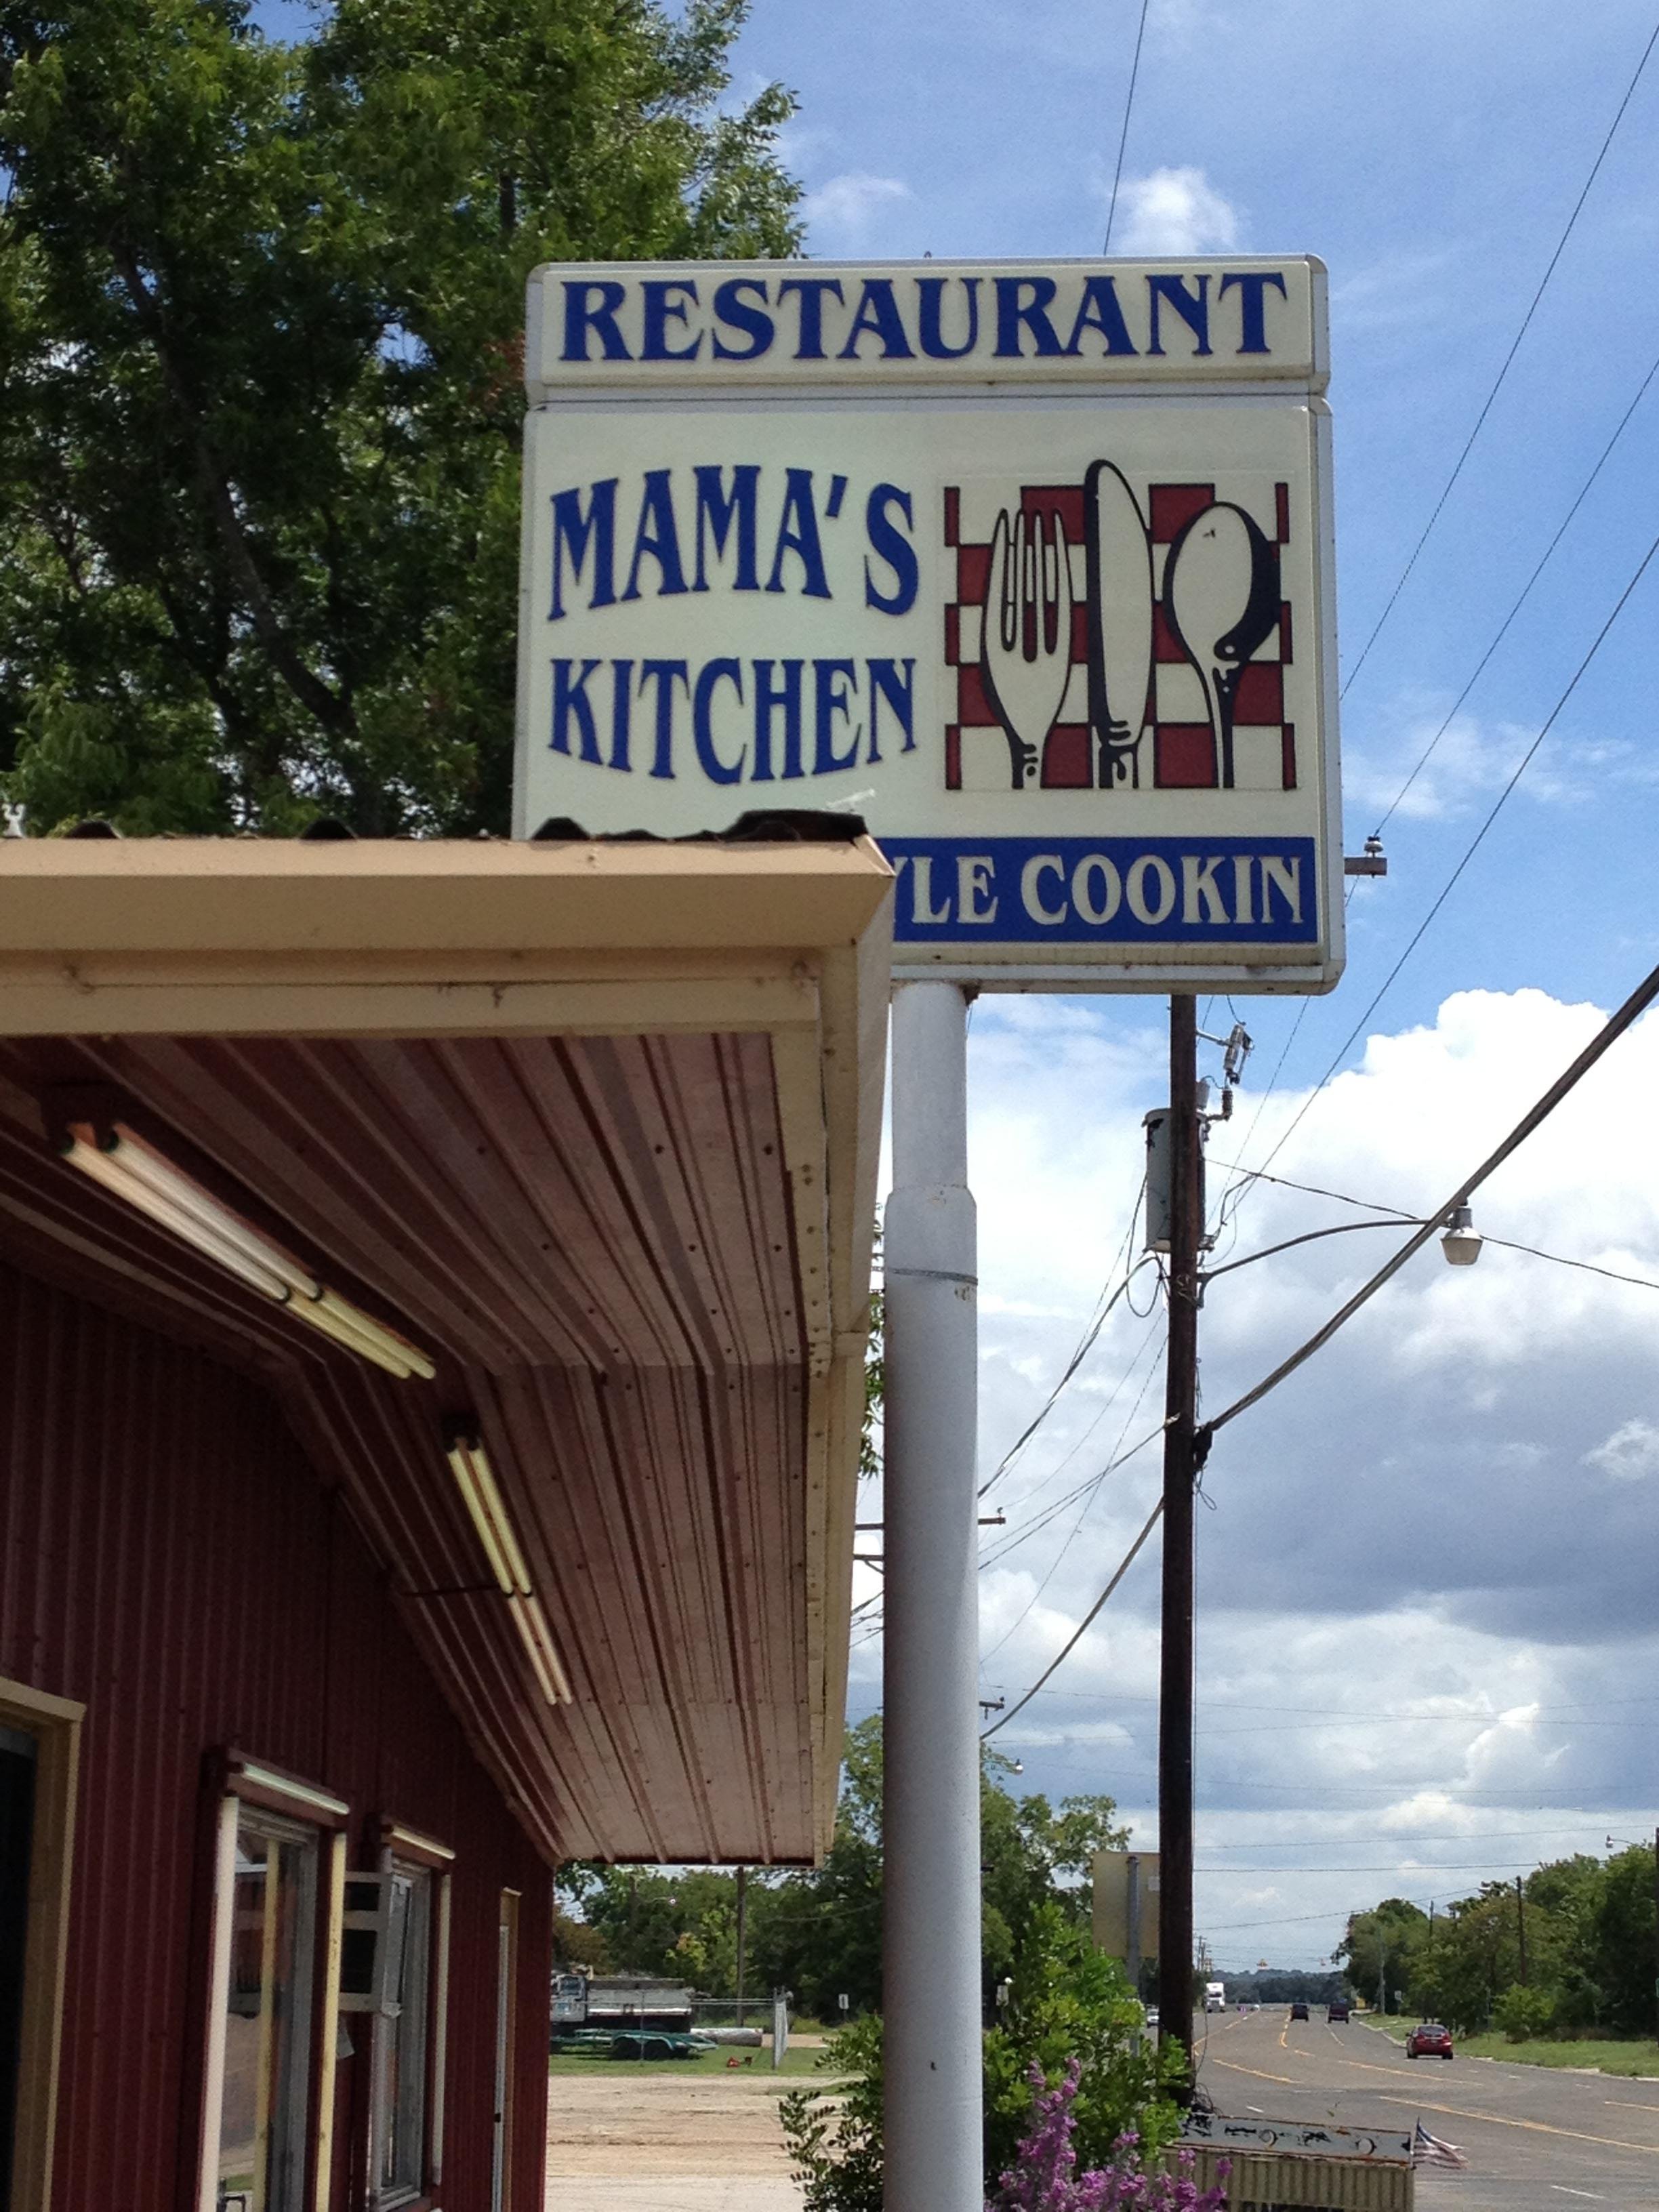 RESTAURANT
MAMA'S
KITCHEN
YLE COOKIN